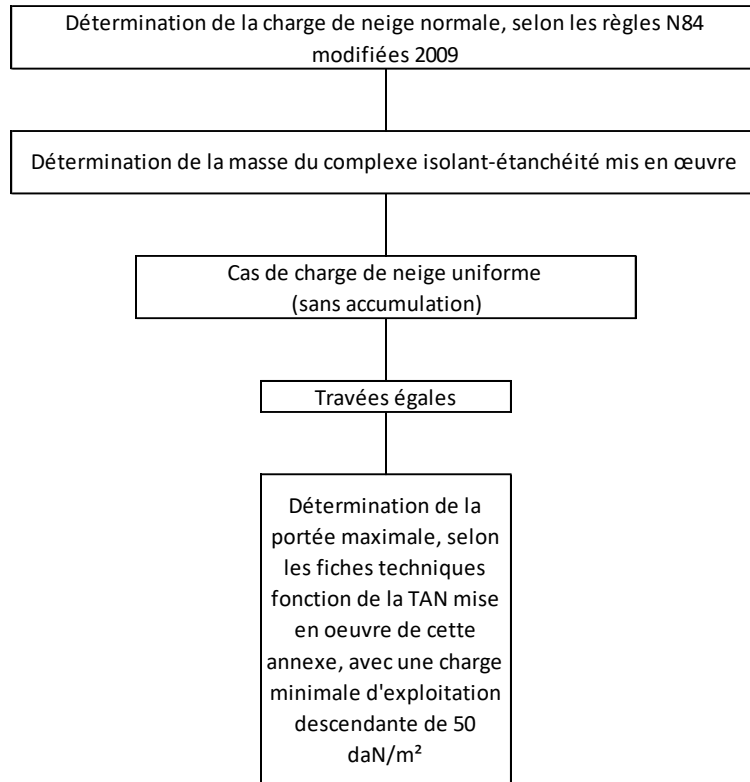 Détermination de la charge de neige normale, selon les règles N84
modifiées 2009
Détermination de la masse du complexe isolant-étanchéité mis en œuvre
Cas de charge de neige uniforme
(sans accumulation)
Travées égales
Détermination de la
portée maximale, selon
les fiches techniques
fonction de la TAN mise
en oeuvre de cette
annexe, avec une charge
minimale d'exploitation
descendante de 50
daN/m²